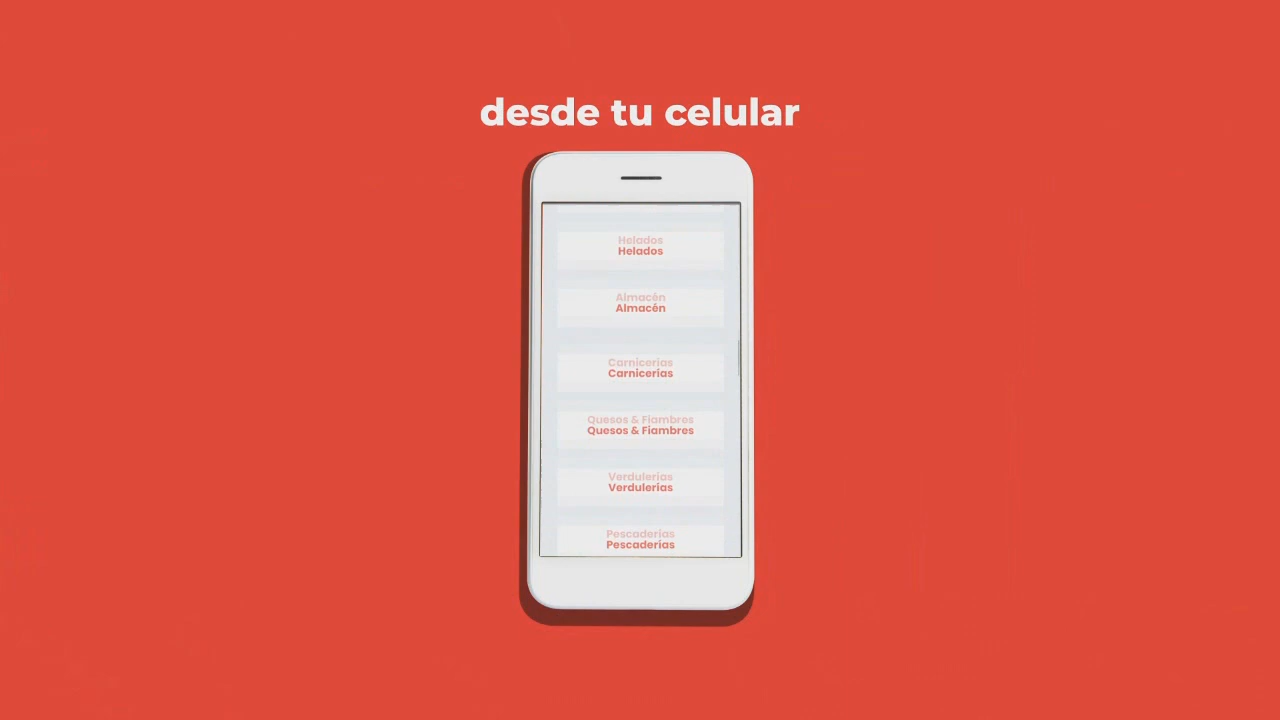 desde tu celular
Helados
Helados
Almacén
Almacén
Carnicerías
Carnicerías
Quesos & Fiambres
Quesos & Fiambres
Verdulerías
Verdulerías
Pescaderías
Pescaderías